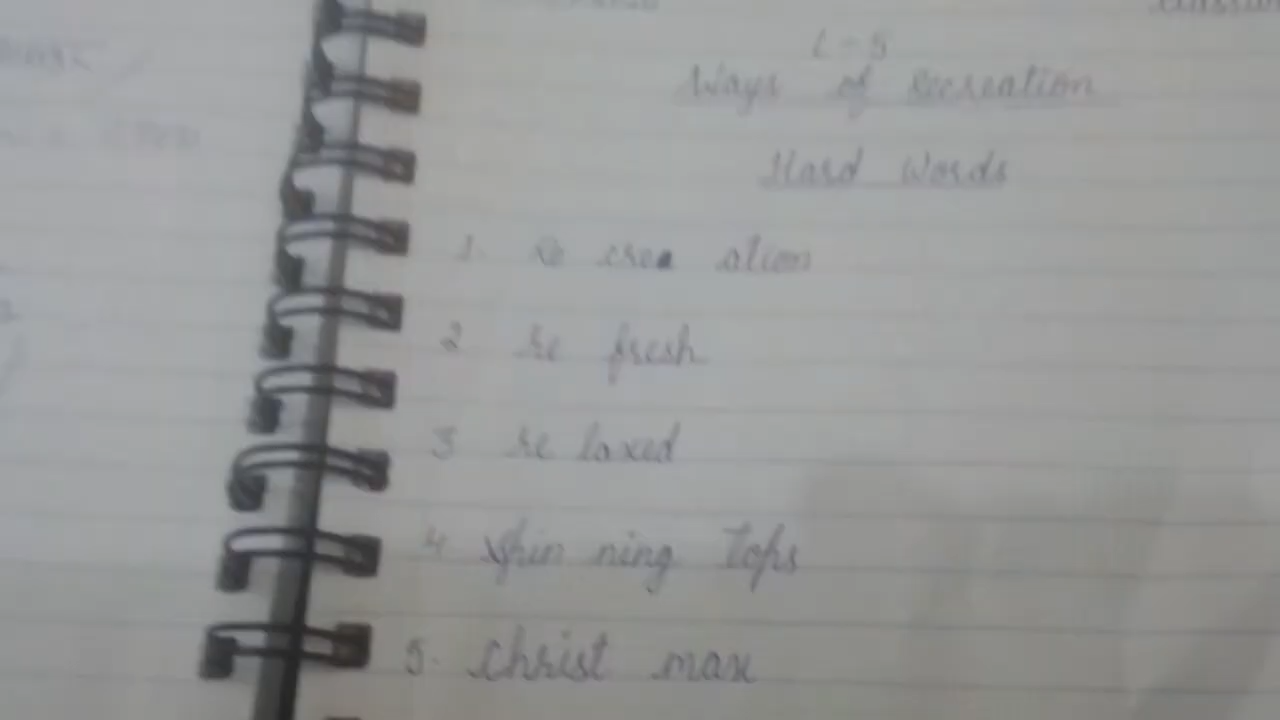 L-5
Ways of Recreation
Hard Words
1. re crea ation
2 re fresh
3 re laxed
4 spin ning Tops
5. christ max